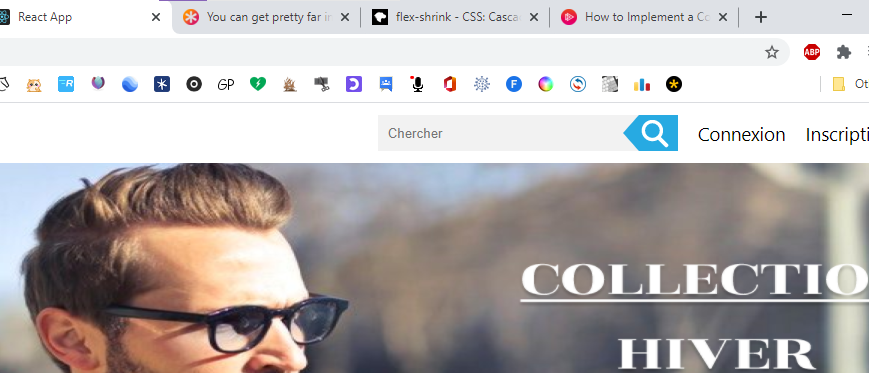 React App
You can get pretty far in
flex-shrink - CSS: Casca
How to Implement a Co
ABP
GP
Ot
Chercher
Connexion
Inscripti
COLLECTIO
HIVER